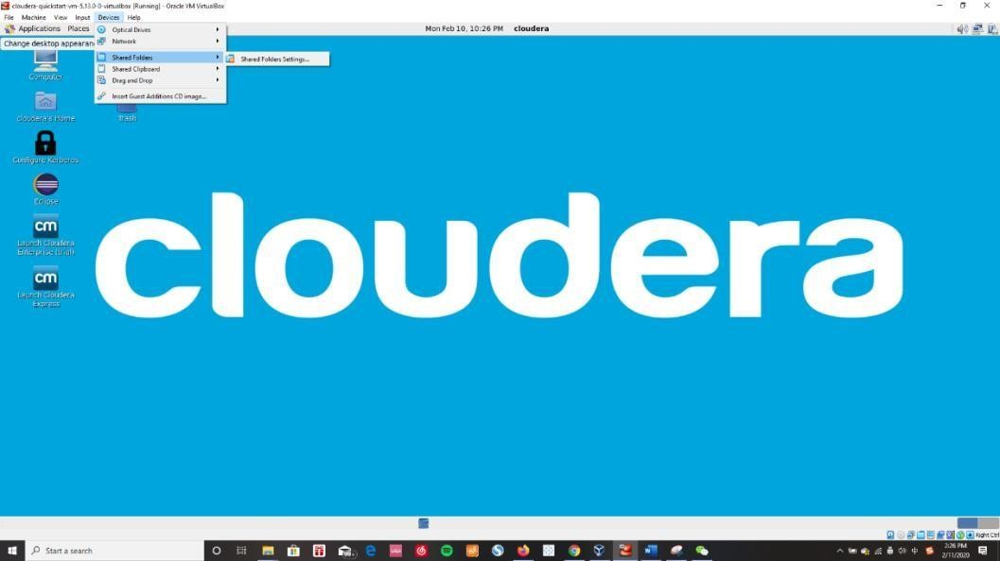 cloudera-quickstart-vm-5.13.0-0-virtualbox [Running] - Oracle VM VirtualBox
File Machine View Input Devices Help
Applications Places
Mon Feb 10, 10:26 PM cloudera
Change desktop appearan
Optical Drives
Network
Shared Folders
Shared Folders Settings...
Shared Clipboard
Drag and Drop
Insert Guest Additions CD image...
Computer
cloudera's Home
Trash
Configure Kerberos
Eclipse
cm
Launch Cloudera
Enterprise (trial)
cm
Launch Cloudera
Express
cloudera
Right Ctrl
Start a search
中
2:26 PM
2/11/2020